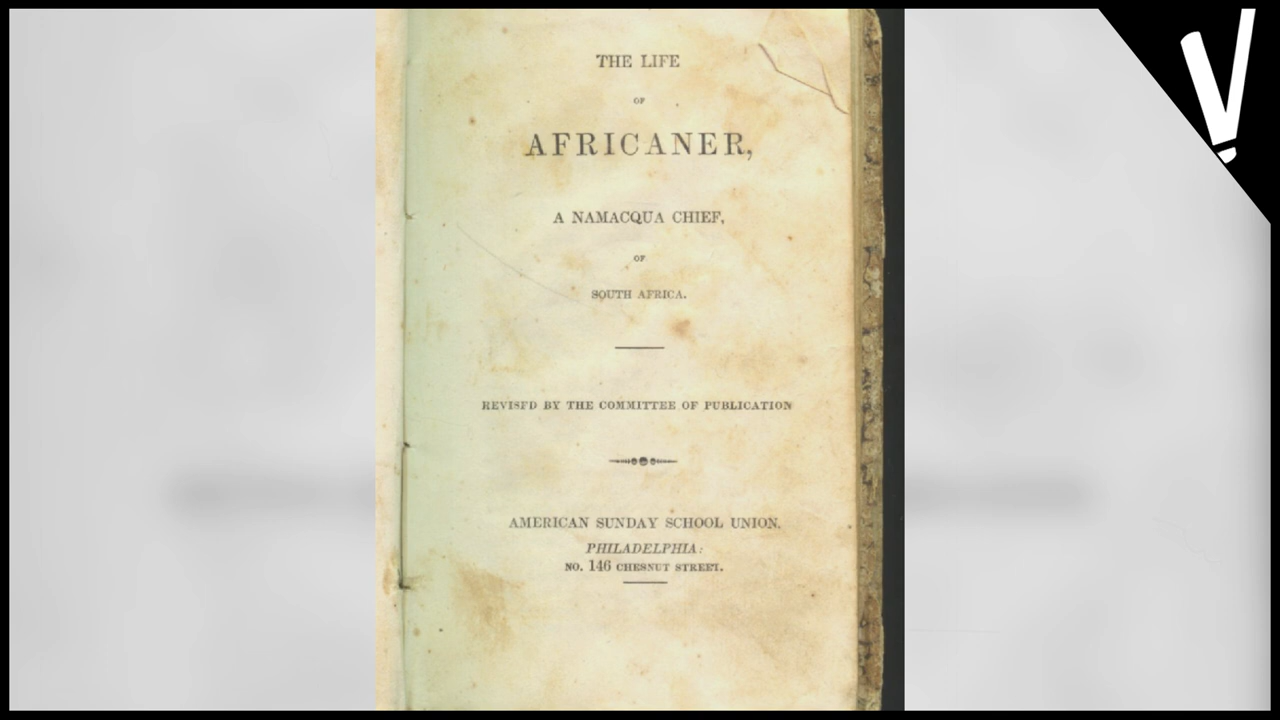 THE LIFE
OF
AFRICANER,
A NAMACQUA CHIEF,
OF
SOUTH AFRICA.
REVISED BY THE COMMITTEE OF PUBLICATION
AMERICAN SUNDAY SCHOOL UNION.
PHILADELPHIA:
NO. 146 CHESNUT STREET.